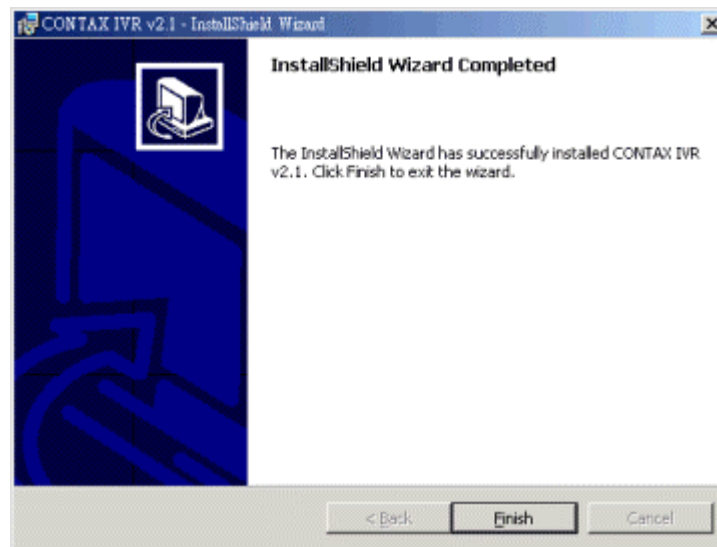 CONTAX IVR v2.1 - InstallShield Wizard
InstallShield Wizard Completed
The InstallShield Wizard has successfully installed CONTAX IVR
v2.1. Click Finish to exit the wizard.
< Back Finish Cancel